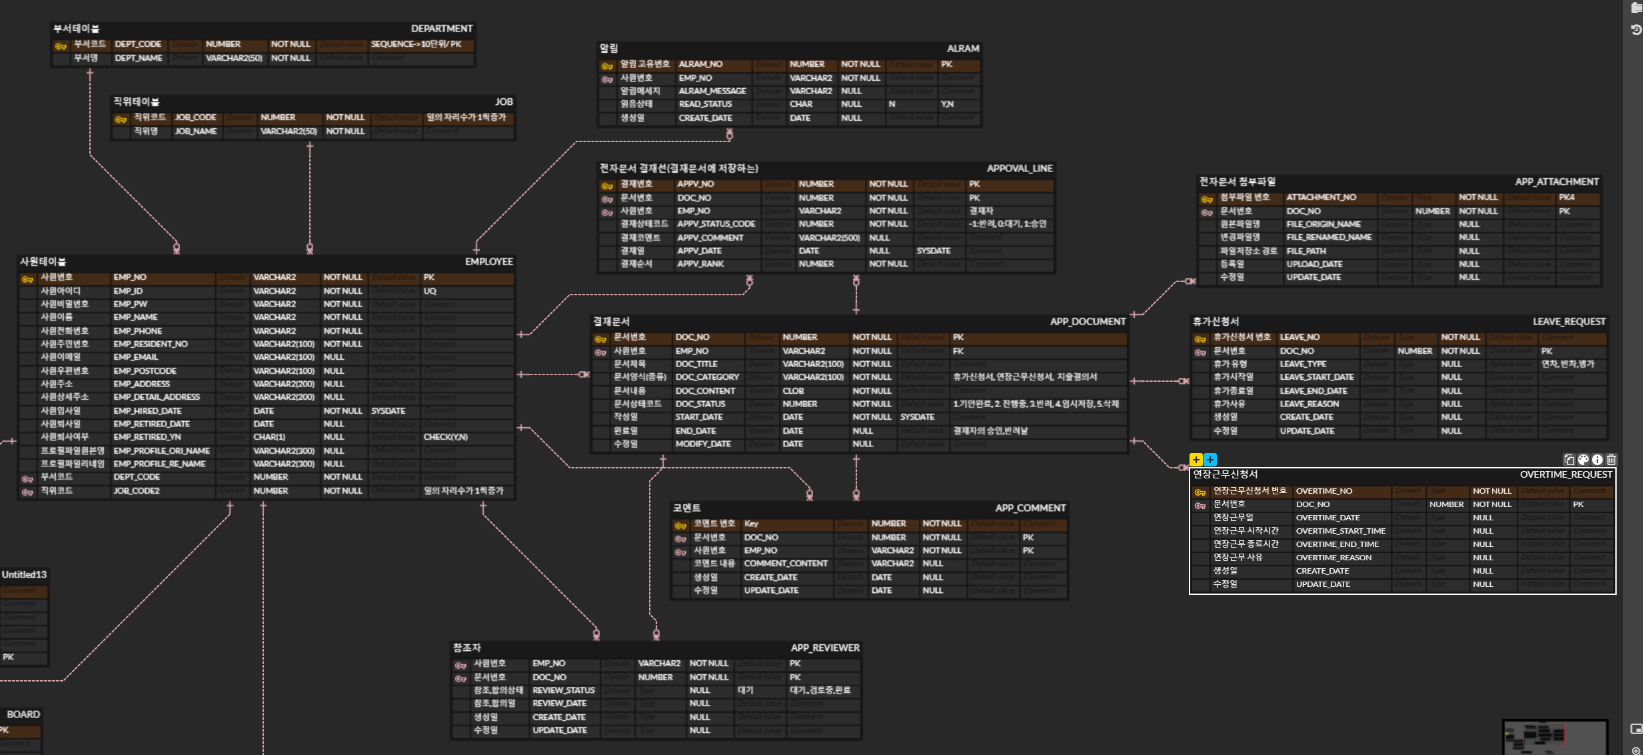 부서테이블 DEPARTMENT
부서코드 DEPT_CODE Domain NUMBER NOT NULL Default value SEQUENCE->10단위/ PK
부서명 DEPT_NAME Domain VARCHAR2(50) NOT NULL Default value Comment
직위테이블 JOB
직위코드 JOB_CODE Domain NUMBER NOT NULL Default value 일의 자리수가 1씩증가
직위명 JOB_NAME Domain VARCHAR2(50) NOT NULL Default value Comment
알림 ALRAM
알림 고유번호 ALRAM_NO Domain NUMBER NOT NULL Default value PK
사원번호 EMP_NO Domain VARCHAR2 NOT NULL Default value Comment
알림메세지 ALRAM_MESSAGE Domain VARCHAR2 NULL Default value Comment
읽음상태 READ_STATUS Domain CHAR NULL N Y,N
생성일 CREATE_DATE Domain DATE NULL Default value Comment
전자문서 결재선(결재문서에 저장하는) APPOVAL_LINE
결재번호 APPV_NO Domain NUMBER NOT NULL Default value PK
문서번호 DOC_NO Domain NUMBER NOT NULL Default value PK
사원번호 EMP_NO Domain VARCHAR2 NOT NULL Default value 결재자
결재상태코드 APPV_STATUS_CODE Domain NUMBER NOT NULL Default value -1:반려, 0:대기, 1:승인
결재코멘트 APPV_COMMENT Domain VARCHAR2(500) NULL Default value Comment
결재일 APPV_DATE Domain DATE NULL SYSDATE Comment
결재순서 APPV_RANK Domain NUMBER NOT NULL Default value Comment
전자문서 첨부파일 APP_ATTACHMENT
첨부파일 번호 ATTACHMENT_NO Domain Type NOT NULL Default value PK4
문서번호 DOC_NO Domain NUMBER NOT NULL Default value PK
원본파일명 FILE_ORIGIN_NAME Domain Type NULL Default value Comment
변경파일명 FILE_RENAMED_NAME Domain Type NULL Default value Comment
파일저장소 경로 FILE_PATH Domain Type NULL Default value Comment
등록일 UPLOAD_DATE Domain Type NULL Default value Comment
수정일 UPDATE_DATE Domain Type NULL Default value Comment
사원테이블 EMPLOYEE
사원번호 EMP_NO Domain VARCHAR2 NOT NULL Default value PK
사원아이디 EMP_ID Domain VARCHAR2 NOT NULL Default value UQ
사원비밀번호 EMP_PW Domain VARCHAR2 NOT NULL Default value Comment
사원이름 EMP_NAME Domain VARCHAR2 NOT NULL Default value Comment
사원전화번호 EMP_PHONE Domain VARCHAR2 NOT NULL Default value Comment
사원주민번호 EMP_RESIDENT_NO Domain VARCHAR2(100) NOT NULL Default value Comment
사원이메일 EMP_EMAIL Domain VARCHAR2(100) NULL Default value Comment
사원우편번호 EMP_POSTCODE Domain VARCHAR2(100) NULL Default value Comment
사원주소 EMP_ADDRESS Domain VARCHAR2(200) NULL Default value Comment
사원상세주소 EMP_DETAIL_ADDRESS Domain VARCHAR2(200) NULL Default value Comment
사원입사일 EMP_HIRED_DATE Domain DATE NOT NULL SYSDATE Comment
사원퇴사일 EMP_RETIRED_DATE Domain DATE NULL Default value Comment
사원퇴사여부 EMP_RETIRED_YN Domain CHAR(1) NULL Default value CHECK(Y,N)
프로필파일원본명 EMP_PROFILE_ORI_NAME Domain VARCHAR2(300) NULL Default value Comment
프로필파일리네임 EMP_PROFILE_RE_NAME Domain VARCHAR2(300) NULL Default value Comment
부서코드 DEPT_CODE Domain NUMBER NOT NULL Default value Comment
직위코드 JOB_CODE2 Domain NUMBER NOT NULL Default value 일의 자리수가 1씩증가
결재문서 APP_DOCUMENT
문서번호 DOC_NO Domain NUMBER NOT NULL Default value PK
사원번호 EMP_NO Domain VARCHAR2 NOT NULL Default value FK
문서제목 DOC_TITLE Domain VARCHAR2(100) NOT NULL Default value Comment
문서양식(종류) DOC_CATEGORY Domain VARCHAR2(100) NOT NULL Default value 휴가신청서, 연장근무신청서, 지출결의서
문서내용 DOC_CONTENT Domain CLOB NOT NULL Default value Comment
문서상태코드 DOC_STATUS Domain NUMBER NOT NULL Default value 1.기안완료, 2. 진행중, 3.반려, 4.임시저장, 5.삭제
작성일 START_DATE Domain DATE NOT NULL SYSDATE Comment
완료일 END_DATE Domain DATE NULL Default value 결재자의 승인,반려날
수정일 MODIFY_DATE Domain DATE NULL Default value Comment
휴가신청서 LEAVE_REQUEST
휴가신청서 번호 LEAVE_NO Domain Type NOT NULL Default value Comment
문서번호 DOC_NO Domain NUMBER NOT NULL Default value PK
휴가 유형 LEAVE_TYPE Domain Type NULL Default value 연차, 반차,병가
휴가시작일 LEAVE_START_DATE Domain Type NULL Default value Comment
휴가종료일 LEAVE_END_DATE Domain Type NULL Default value Comment
휴가사유 LEAVE_REASON Domain Type NULL Default value Comment
생성일 CREATE_DATE Domain Type NULL Default value Comment
수정일 UPDATE_DATE Domain Type NULL Default value Comment
연장근무신청서 OVERTIME_REQUEST
연장근무신청서 번호 OVERTIME_NO Domain Type NOT NULL Default value Comment
문서번호 DOC_NO Domain NUMBER NOT NULL Default value PK
연장근무일 OVERTIME_DATE Domain Type NULL Default value Comment
연장근무 시작시간 OVERTIME_START_TIME Domain Type NULL Default value Comment
연장근무 종료시간 OVERTIME_END_TIME Domain Type NULL Default value Comment
연장근무 사유 OVERTIME_REASON Domain Type NULL Default value Comment
생성일 CREATE_DATE Domain Type NULL Default value Comment
수정일 UPDATE_DATE Domain Type NULL Default value Comment
코멘트 APP_COMMENT
코멘트 번호 Key Domain NUMBER NOT NULL Default value Comment
문서번호 DOC_NO Domain NUMBER NOT NULL Default value PK
사원번호 EMP_NO Domain VARCHAR2 NOT NULL Default value PK
코멘트 내용 COMMENT_CONTENT Domain VARCHAR2 NULL Default value Comment
생성일 CREATE_DATE Domain DATE NULL Default value Comment
수정일 UPDATE_DATE Domain DATE NULL Default value Comment
Untitled13
Comment
Comment
Comment
Comment
Comment
PK
참조자 APP_REVIEWER
사원번호 EMP_NO Domain VARCHAR2 NOT NULL Default value PK
문서번호 DOC_NO Domain NUMBER NOT NULL Default value PK
참조,합의상태 REVIEW_STATUS Domain Type NULL 대기 대기,,검토중,완료
참조,합의일 REVIEW_DATE Domain Type NULL Default value Comment
생성일 CREATE_DATE Domain Type NULL Default value Comment
수정일 UPDATE_DATE Domain Type NULL Default value Comment
BOARD
PK
Comment